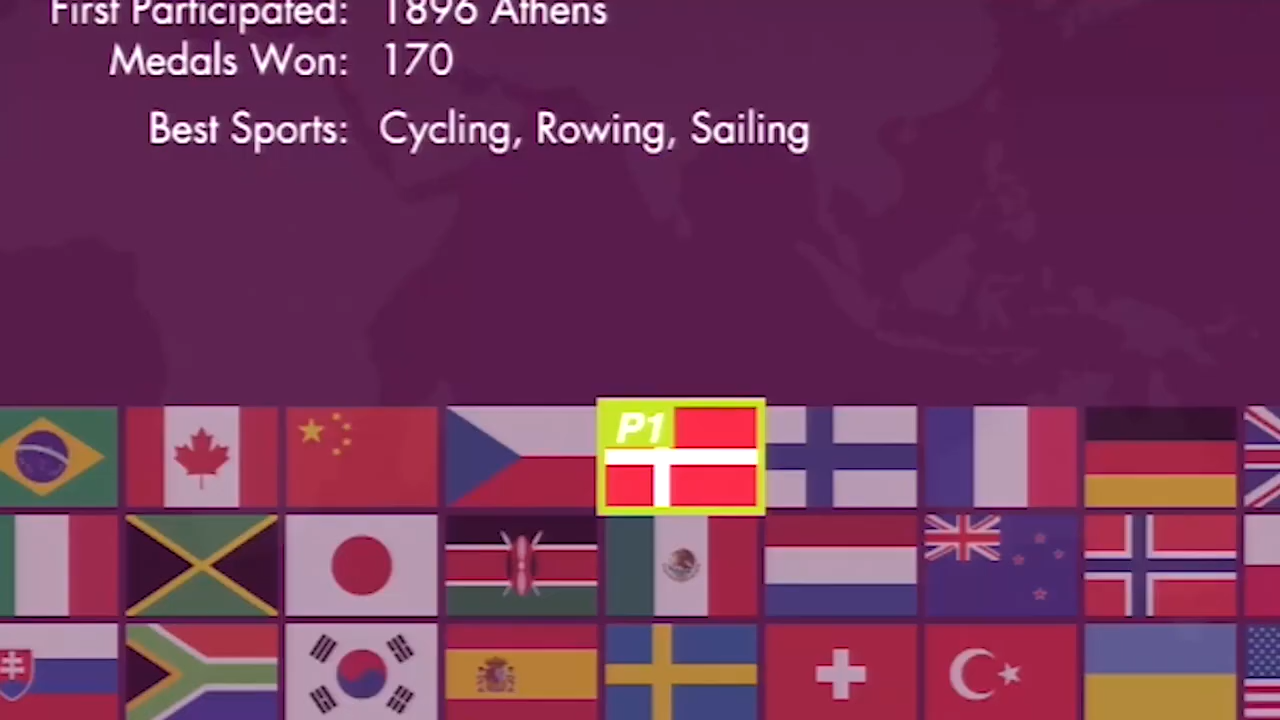 First Participated: 1896 Athens
Medals Won: 170
Best Sports: Cycling, Rowing, Sailing
P1